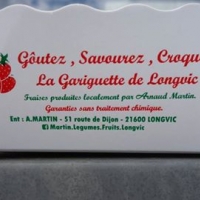 Goûtez , Savourez , Croqu
La Gariguette de Longvic
Fraises produites localement par Arnaud Martin.
Garanties sans traitement chimique.
Ent : A.MARTIN - 51 route de Dijon - 21600 LONGVIC
Martin.Legumes.Fruits.Longvic